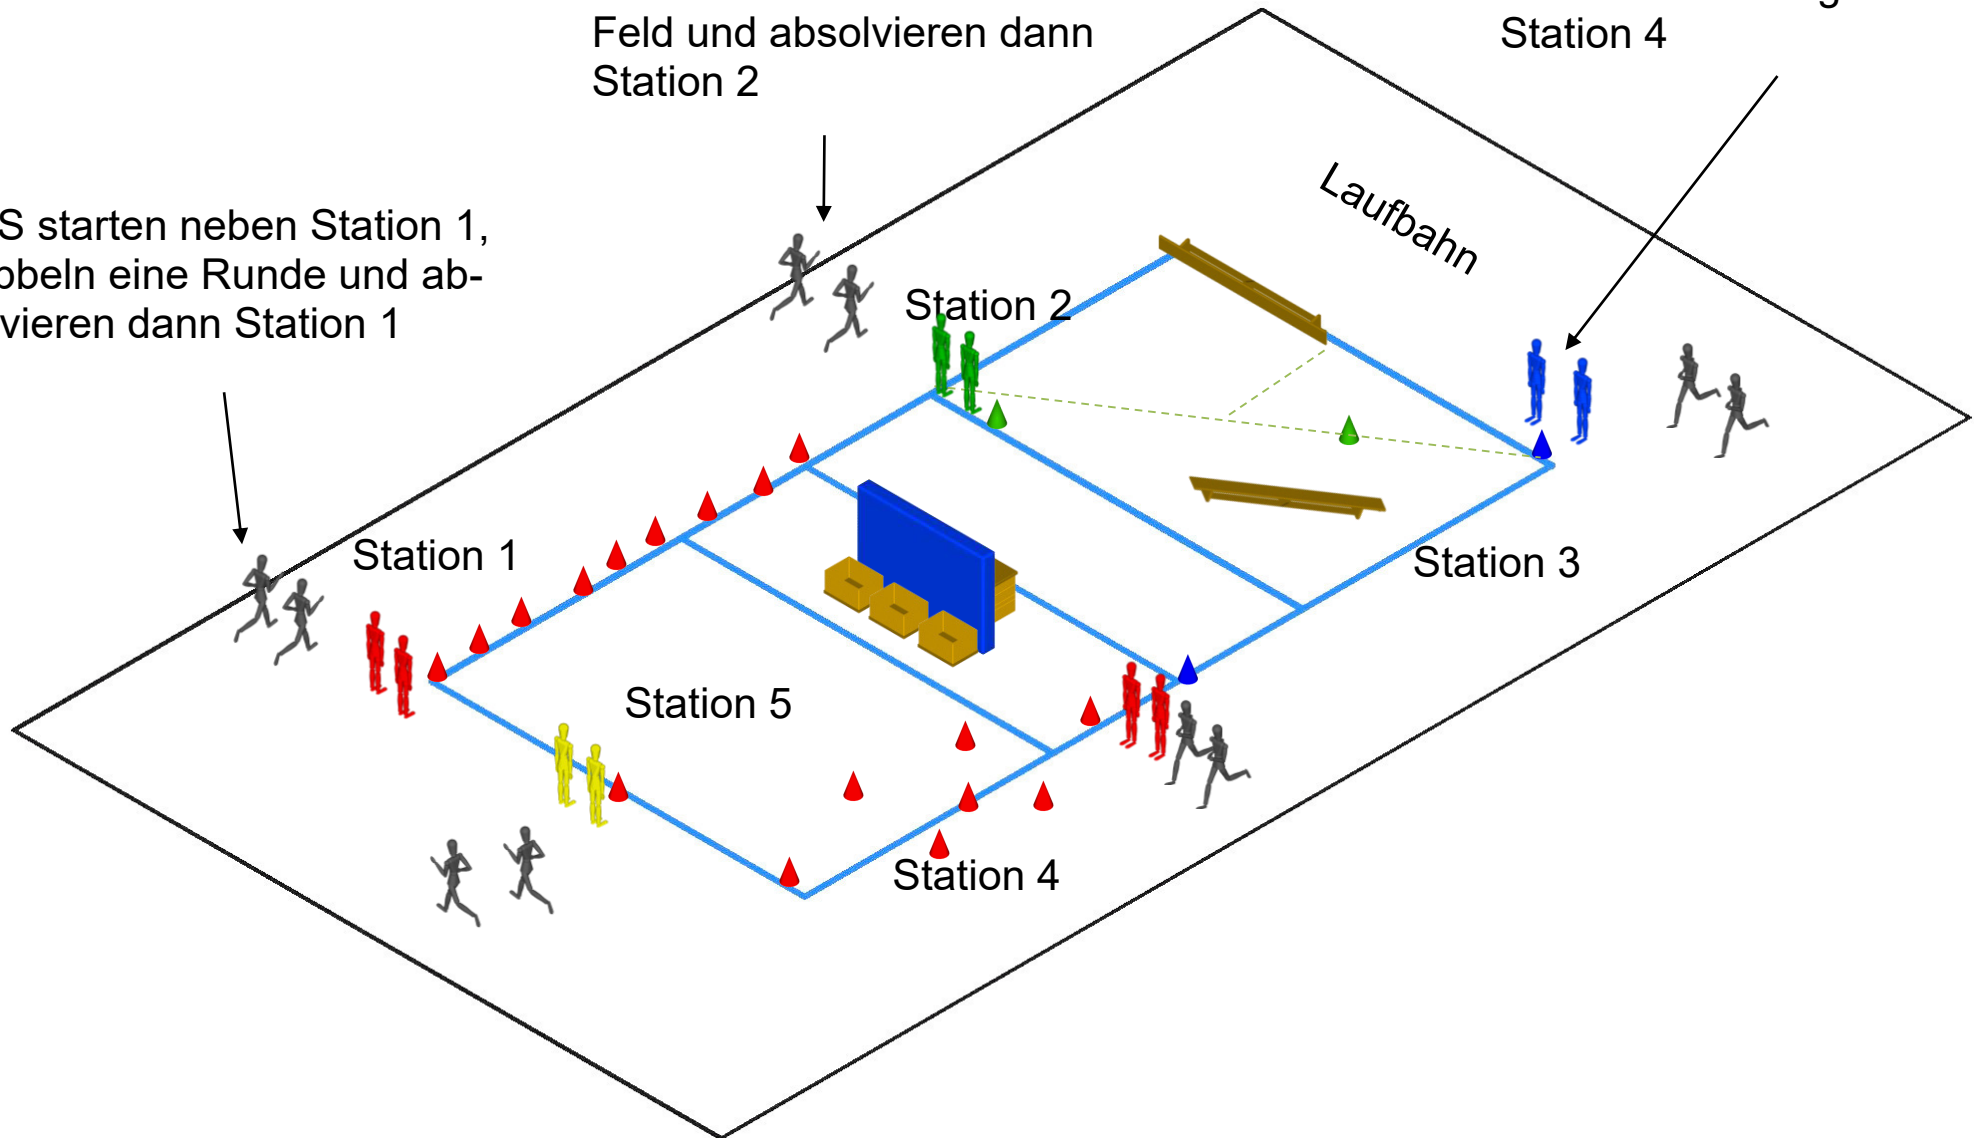 Feld und absolvieren dann
Station 2
Station 4
S starten neben Station 1,
bbeln eine Runde und ab-
vieren dann Station 1
Laufbahn
Station 2
Station 1
Station 3
Station 5
Station 4